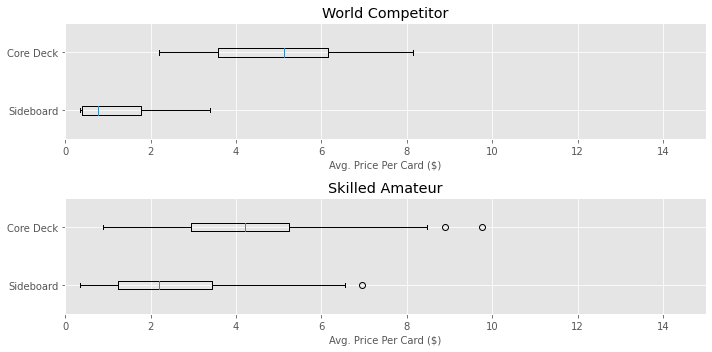 World Competitor
Core Deck
Sideboard
0 2 4 6 8 10 12 14
Avg. Price Per Card ($)
Skilled Amateur
Core Deck
Sideboard
0 2 4 6 8 10 12 14
Avg. Price Per Card ($)